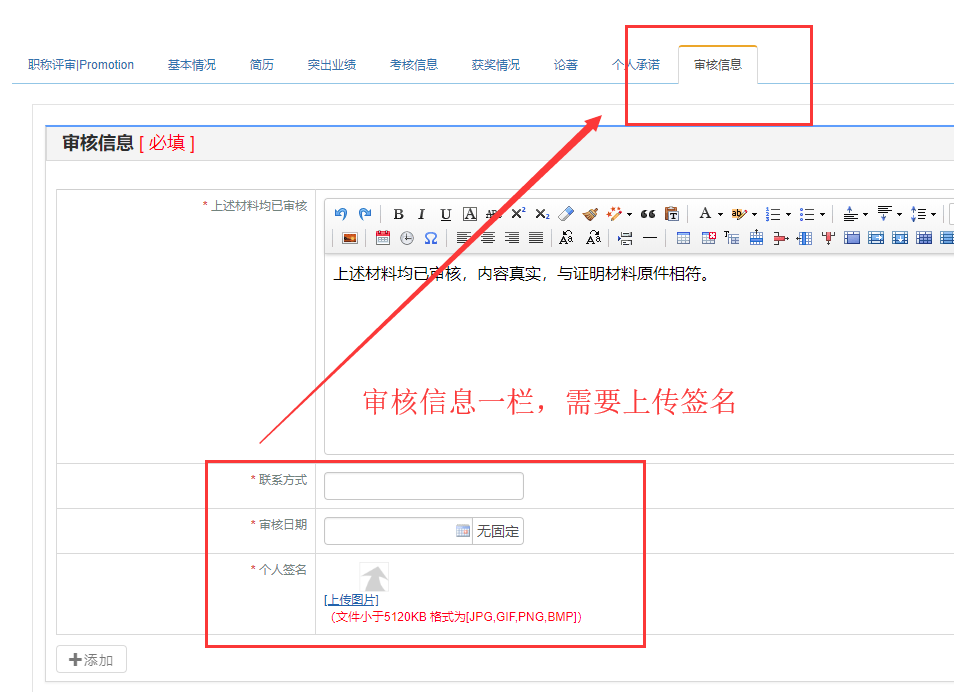 职称评审|Promotion 基本情况 简历 突出业绩 考核信息 获奖情况 论著 个人承诺 审核信息
审核信息 [ 必填 ]
* 上述材料均已审核
上述材料均已审核，内容真实，与证明材料原件相符。
审核信息一栏，需要上传签名
* 联系方式
* 审核日期 无固定
* 个人签名
[上传图片]
（文件小于5120KB 格式为[JPG,GIF,PNG,BMP]）
添加